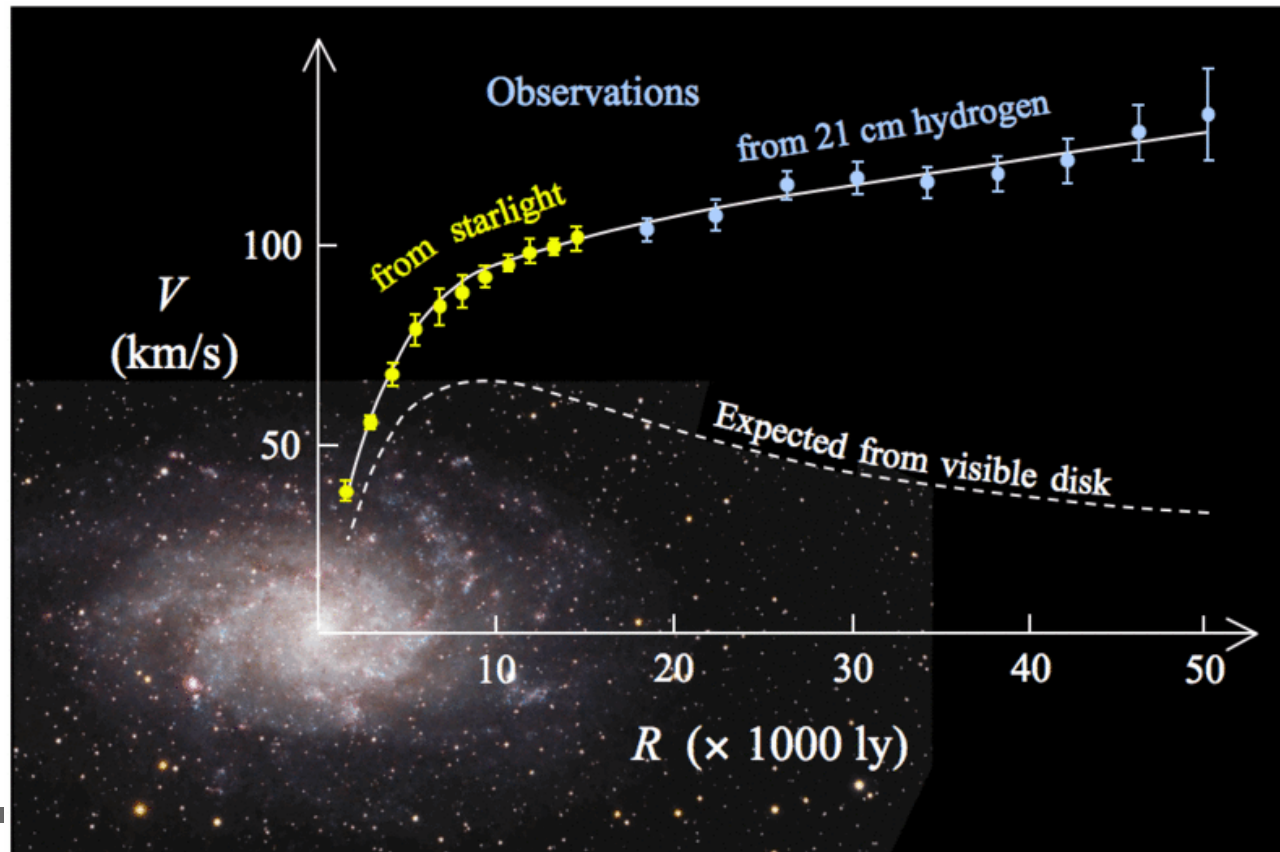 Observations
from 21 cm hydrogen
from starlight
100
V
(km/s)
50
Expected from visible disk
10
20
30
40
50
R (× 1000 ly)